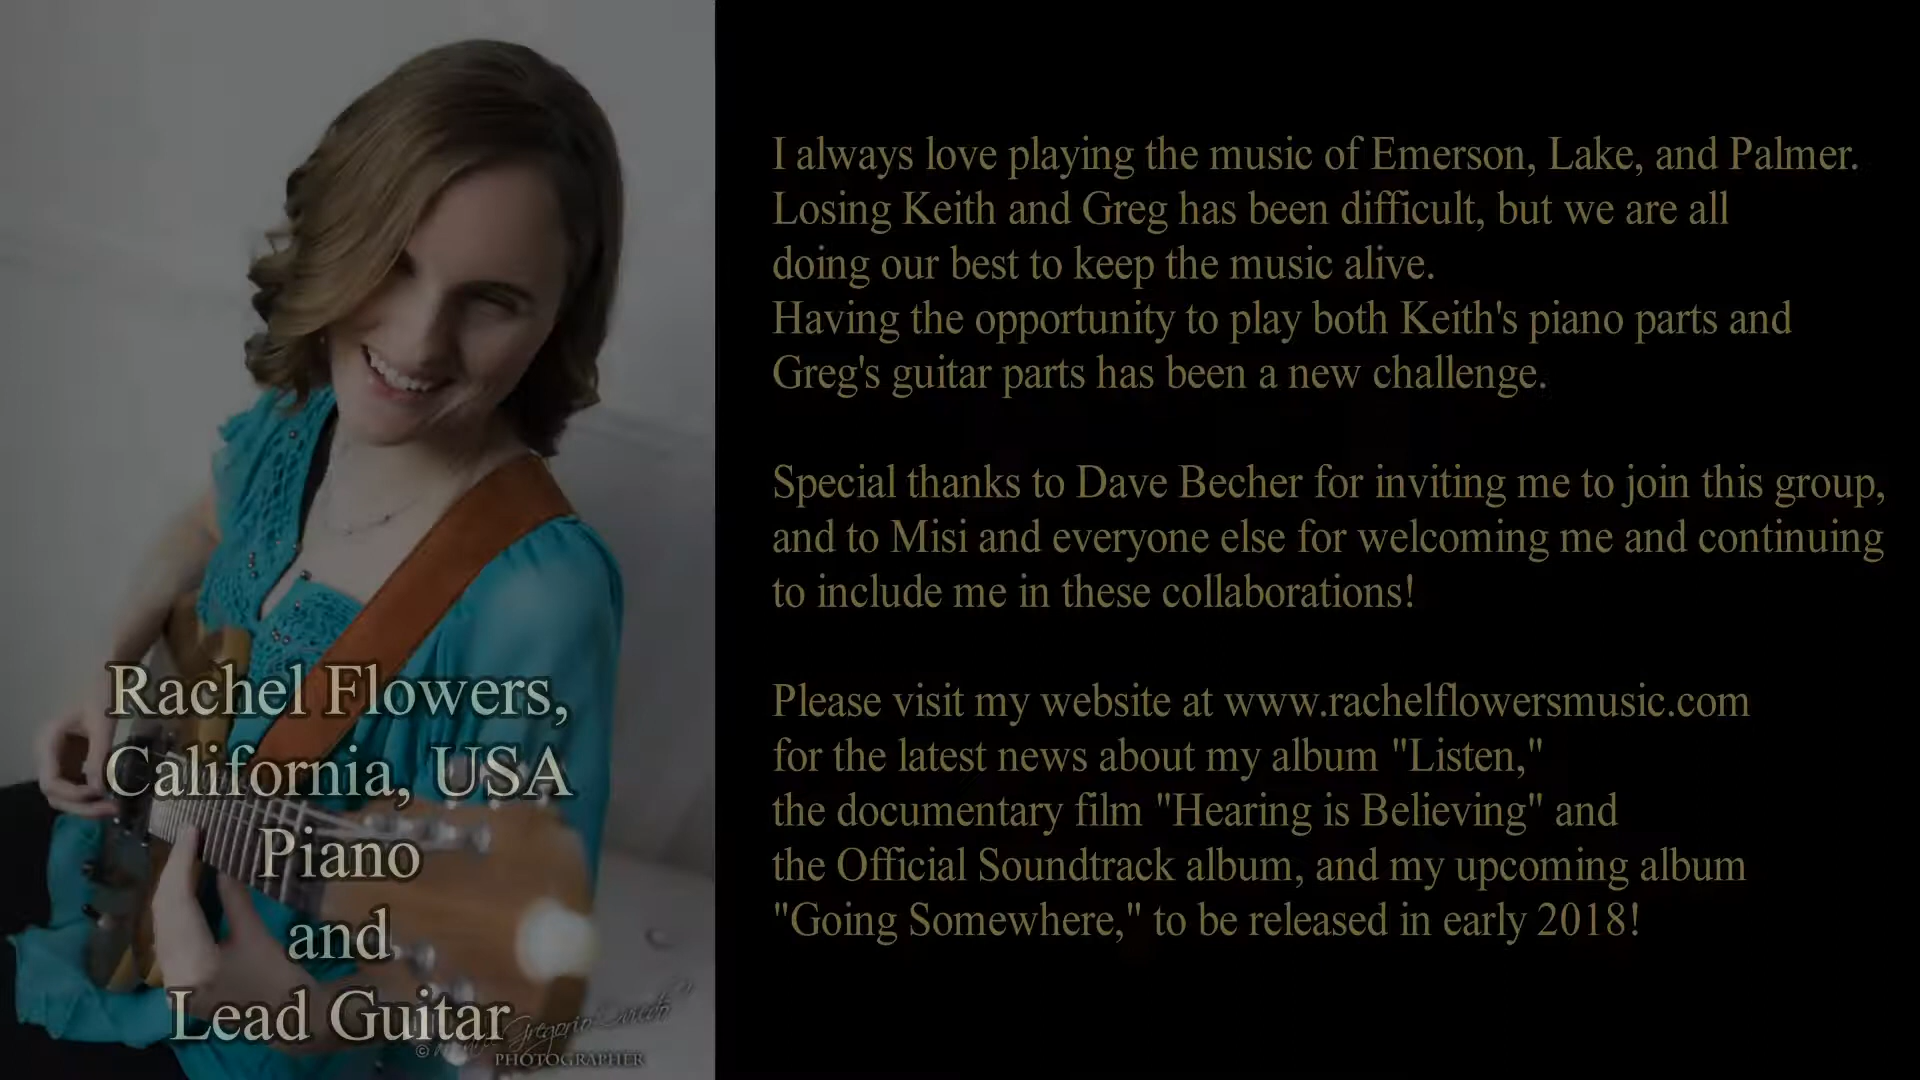 Rachel Flowers,
California, USA
Piano
and
Lead Guitar
©
PHOTOGRAPHER
I always love playing the music of Emerson, Lake, and Palmer.
Losing Keith and Greg has been difficult, but we are all
doing our best to keep the music alive.
Having the opportunity to play both Keith's piano parts and
Greg's guitar parts has been a new challenge.
Special thanks to Dave Becher for inviting me to join this group,
and to Misi and everyone else for welcoming me and continuing
to include me in these collaborations!
Please visit my website at www.rachelflowersmusic.com
for the latest news about my album "Listen,"
the documentary film "Hearing is Believing" and
the Official Soundtrack album, and my upcoming album
"Going Somewhere," to be released in early 2018!